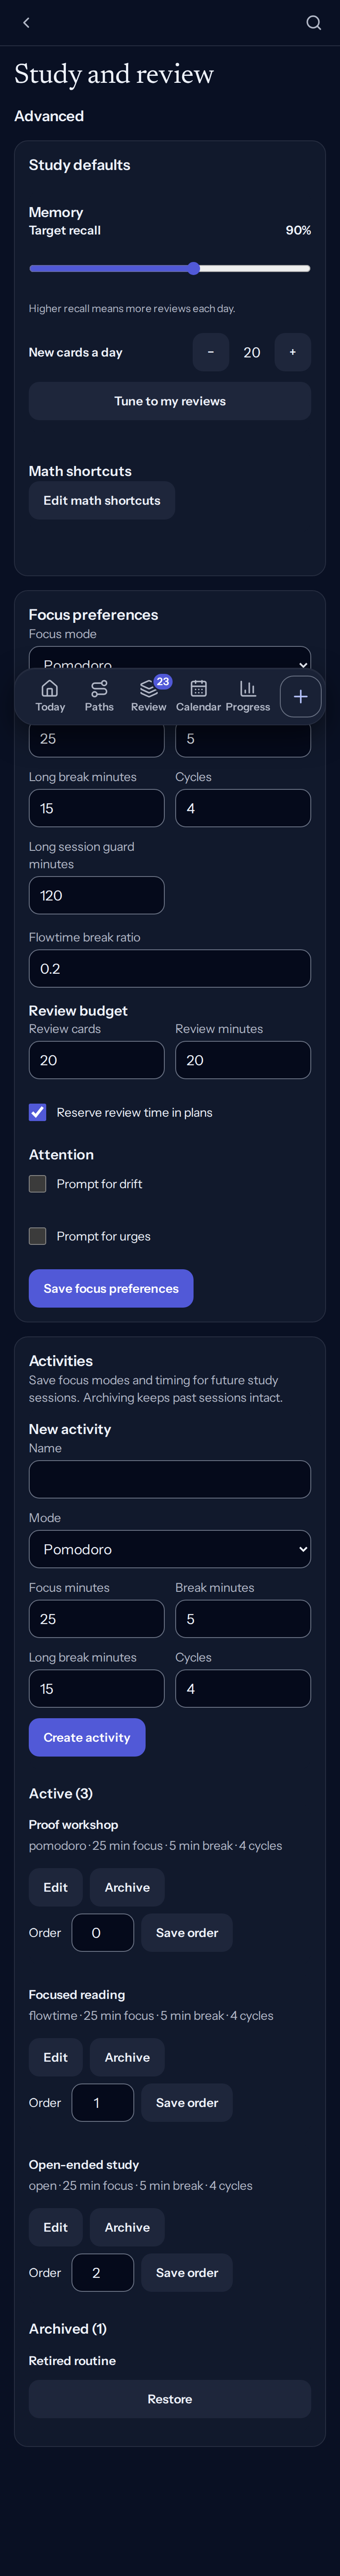 Study and review
Advanced
Study defaults
Memory
Target recall 90%
Higher recall means more reviews each day.
New cards a day - 20 +
Tune to my reviews
Math shortcuts
Edit math shortcuts
Focus preferences
Focus mode
Pomodoro
23
Today Paths Review Calendar Progress +
25 5
Long break minutes Cycles
15 4
Long session guard
minutes
120
Flowtime break ratio
0.2
Review budget
Review cards Review minutes
20 20
Reserve review time in plans
Attention
Prompt for drift
Prompt for urges
Save focus preferences
Activities
Save focus modes and timing for future study
sessions. Archiving keeps past sessions intact.
New activity
Name
Mode
Pomodoro
Focus minutes Break minutes
25 5
Long break minutes Cycles
15 4
Create activity
Active (3)
Proof workshop
pomodoro · 25 min focus · 5 min break · 4 cycles
Edit Archive
Order 0 Save order
Focused reading
flowtime · 25 min focus · 5 min break · 4 cycles
Edit Archive
Order 1 Save order
Open-ended study
open · 25 min focus · 5 min break · 4 cycles
Edit Archive
Order 2 Save order
Archived (1)
Retired routine
Restore